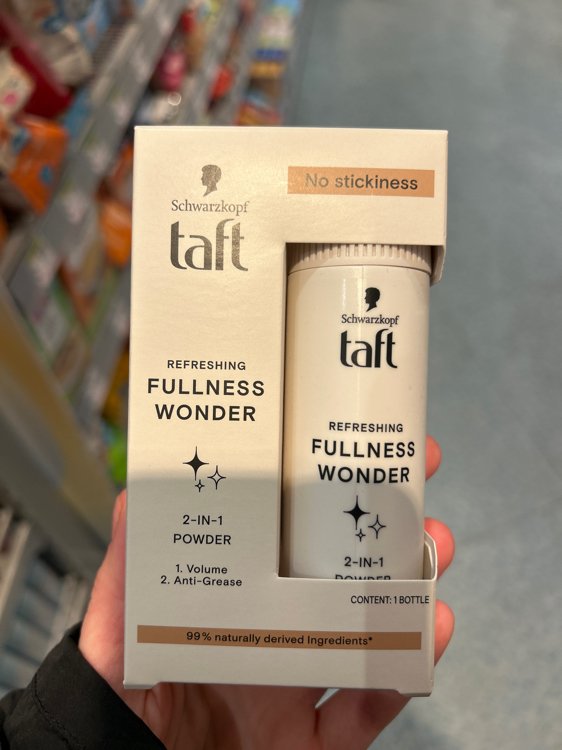 Schwarzkopf
taft
No stickiness
REFRESHING
FULLNESS
WONDER
2-IN-1
POWDER
1. Volume
2. Anti-Grease
Schwarzkopf
taft
REFRESHING
FULLNESS
WONDER
2-IN-1
POWDER
CONTENT: 1 BOTTLE
99% naturally derived Ingredients*